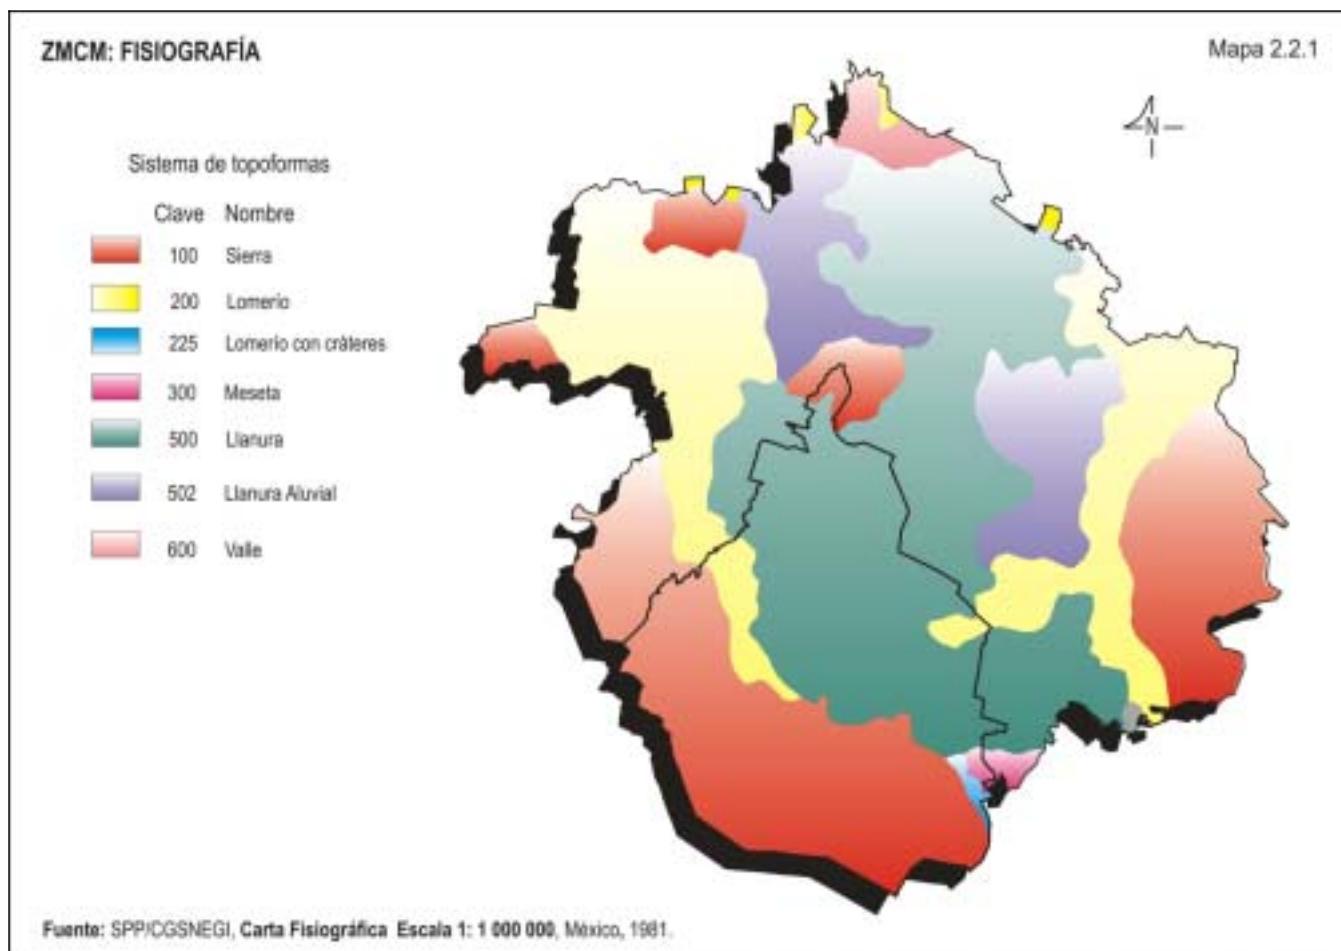 ZMCM: FISIOGRAFÍA
Mapa 2.2.1
N
Sistema de topoformas
Clave Nombre
100 Sierra
200 Lomerío
225 Lomerío con cráteres
300 Meseta
500 Llanura
502 Llanura Aluvial
600 Valle
Fuente: SPP/CGSNEGI, Carta Fisiográfica Escala 1: 1 000 000, México, 1981.